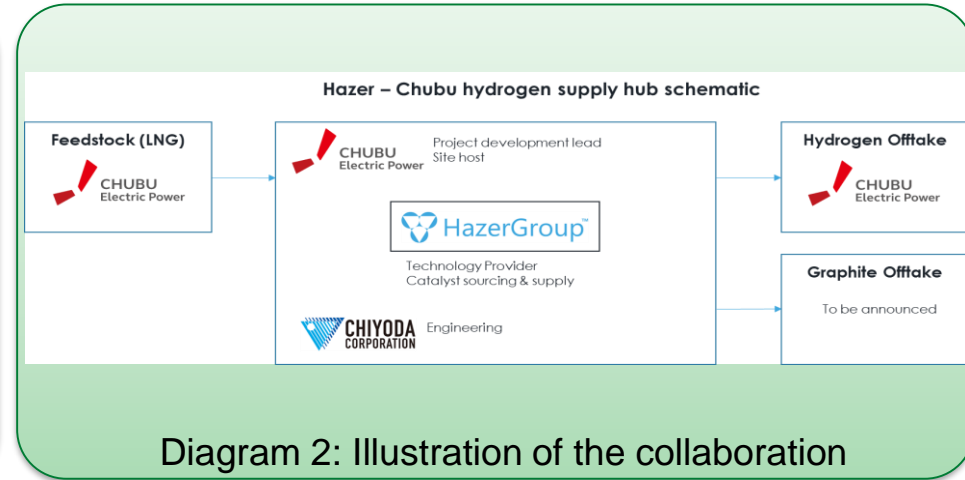 Hazer – Chubu hydrogen supply hub schematic
Feedstock (LNG)
CHUBU
Electric Power
CHUBU
Electric Power
Project development lead
Site host
HazerGroup™
Technology Provider
Catalyst sourcing & supply
CHIYODA
CORPORATION
Engineering
Hydrogen Offtake
CHUBU
Electric Power
Graphite Offtake
To be announced
Diagram 2: Illustration of the collaboration